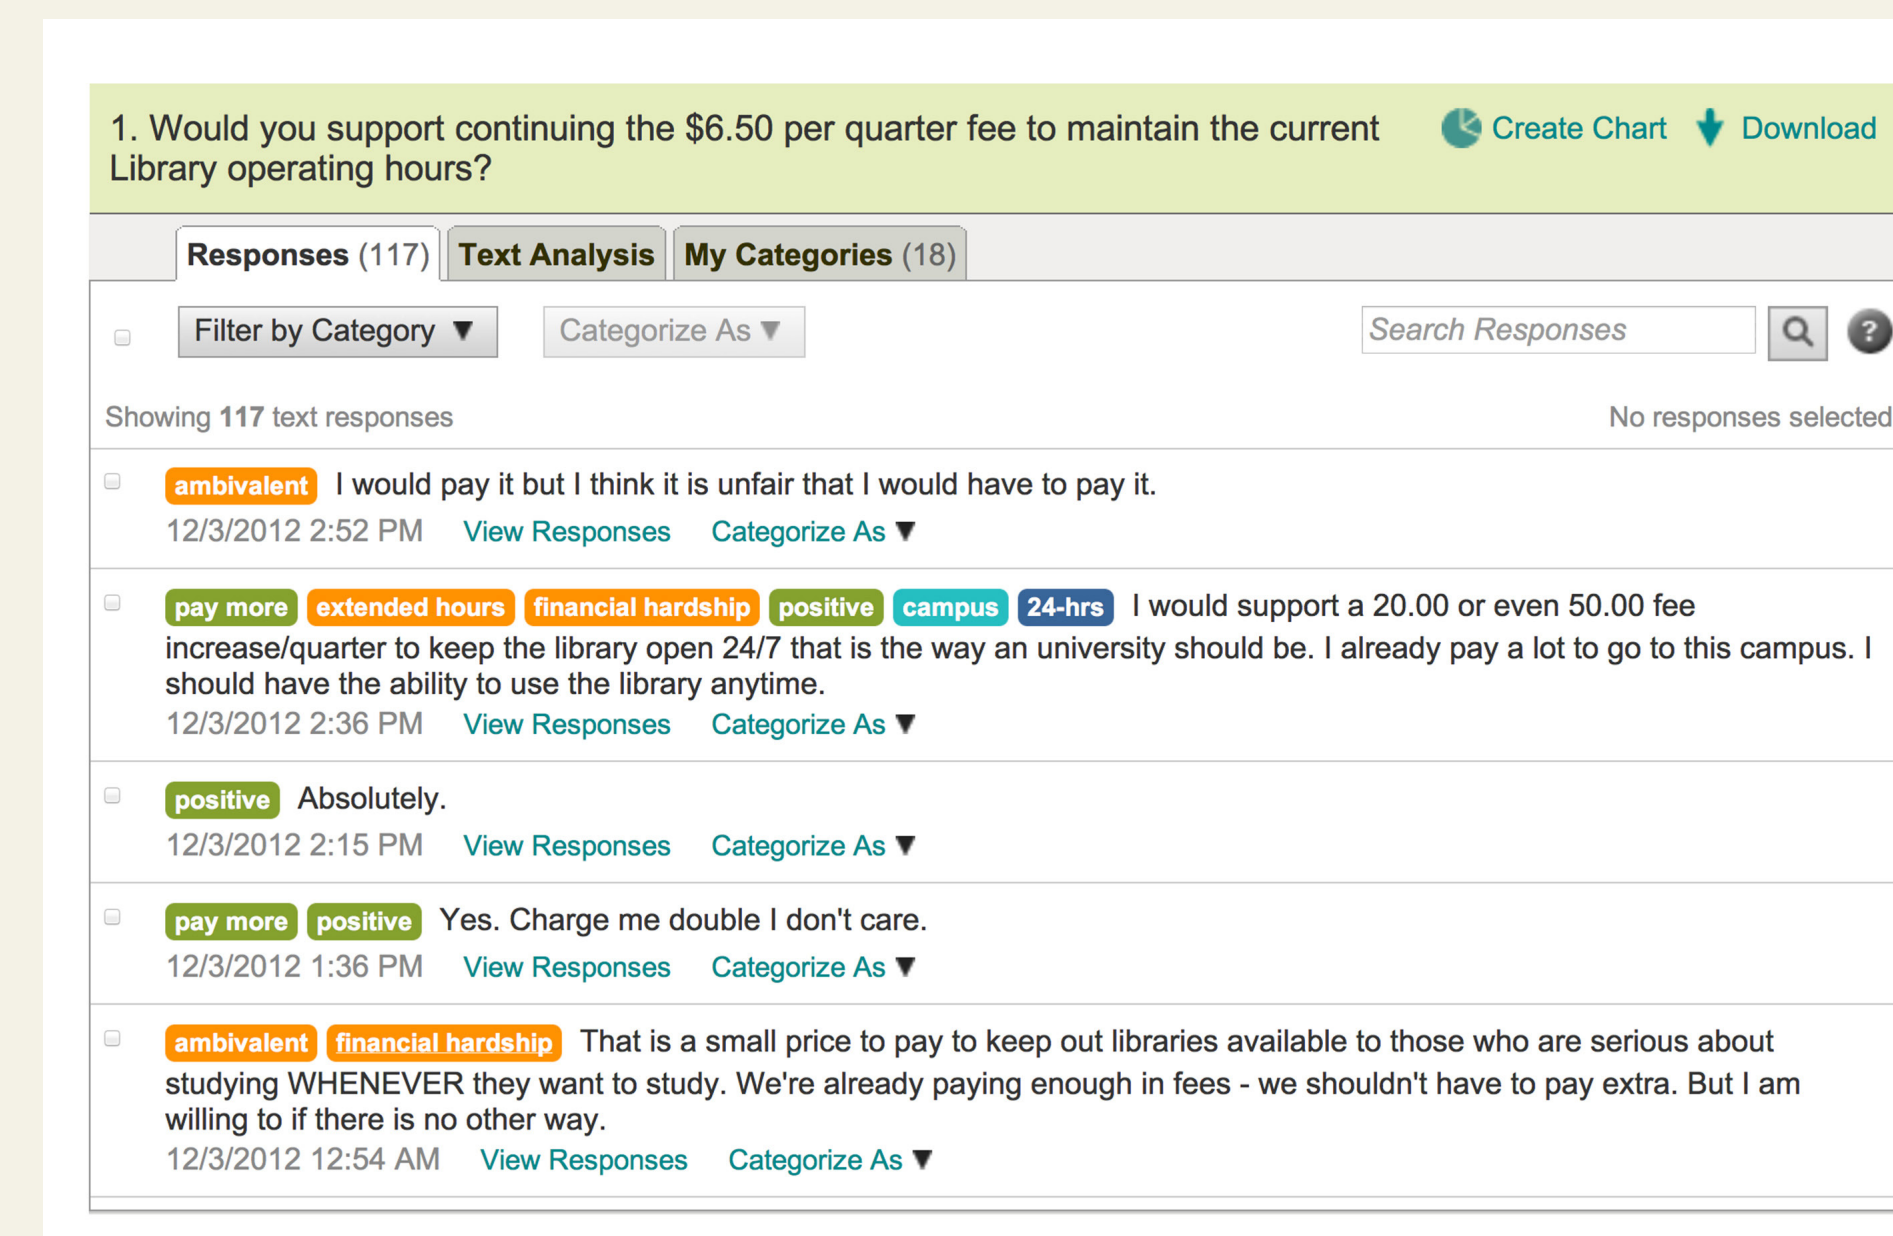 1. Would you support continuing the $6.50 per quarter fee to maintain the current
Library operating hours?
Create Chart Download
Responses (117) Text Analysis My Categories (18)
Filter by Category ▼ Categorize As ▼ Search Responses ?
Showing 117 text responses No responses selected
ambivalent I would pay it but I think it is unfair that I would have to pay it.
12/3/2012 2:52 PM View Responses Categorize As ▼
pay more extended hours financial hardship positive campus 24-hrs I would support a 20.00 or even 50.00 fee
increase/quarter to keep the library open 24/7 that is the way an university should be. I already pay a lot to go to this campus. I
should have the ability to use the library anytime.
12/3/2012 2:36 PM View Responses Categorize As ▼
positive Absolutely.
12/3/2012 2:15 PM View Responses Categorize As ▼
pay more positive Yes. Charge me double I don't care.
12/3/2012 1:36 PM View Responses Categorize As ▼
ambivalent financial hardship That is a small price to pay to keep out libraries available to those who are serious about
studying WHENEVER they want to study. We're already paying enough in fees - we shouldn't have to pay extra. But I am
willing to if there is no other way.
12/3/2012 12:54 AM View Responses Categorize As ▼